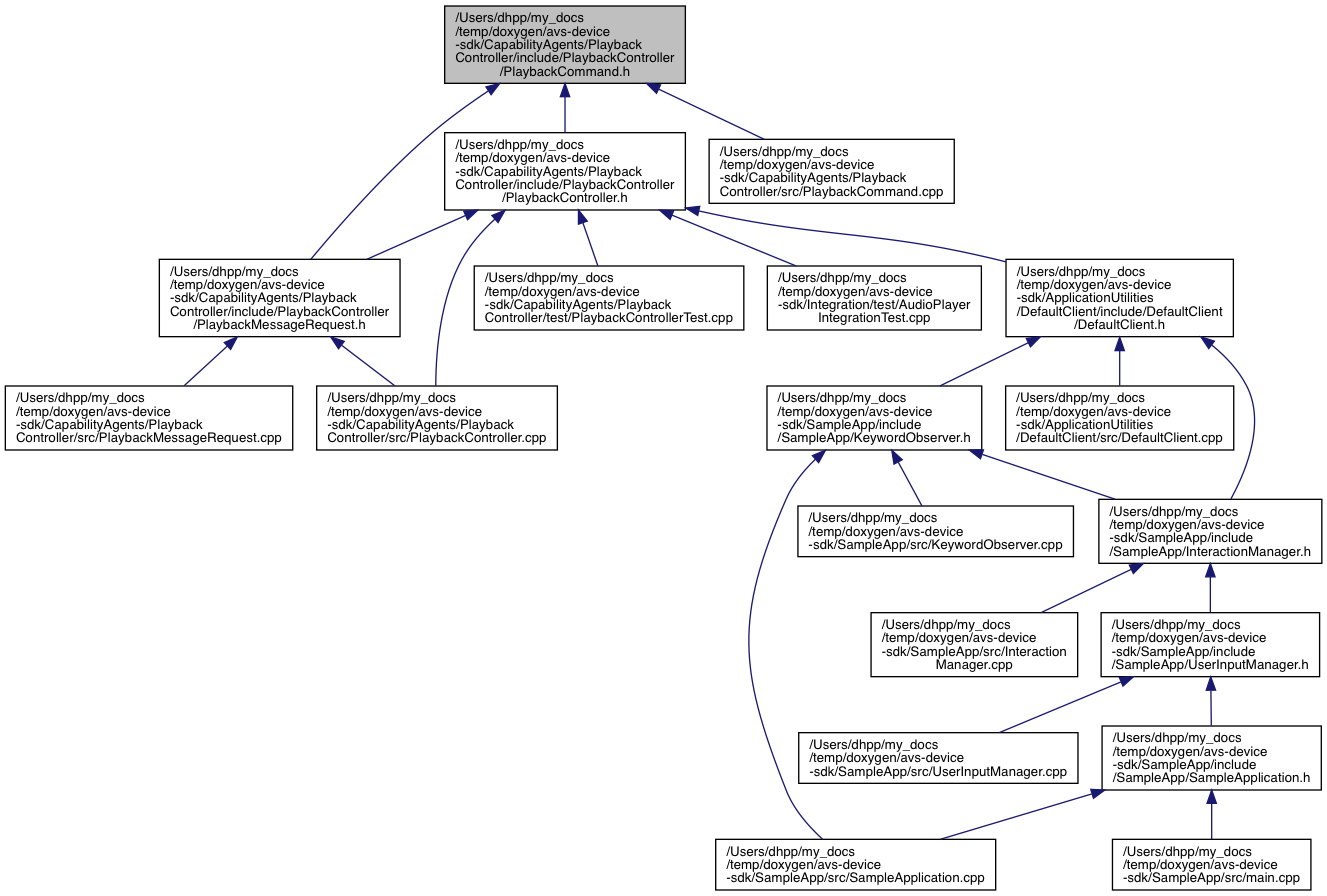 /Users/dhpp/my_docs
/temp/doxygen/avs-device
-sdk/CapabilityAgents/Playback
Controller/include/PlaybackController
/PlaybackCommand.h
/Users/dhpp/my_docs
/temp/doxygen/avs-device
-sdk/CapabilityAgents/Playback
Controller/include/PlaybackController
/PlaybackController.h
/Users/dhpp/my_docs
/temp/doxygen/avs-device
-sdk/CapabilityAgents/Playback
Controller/src/PlaybackCommand.cpp
/Users/dhpp/my_docs
/temp/doxygen/avs-device
-sdk/CapabilityAgents/Playback
Controller/include/PlaybackController
/PlaybackMessageRequest.h
/Users/dhpp/my_docs
/temp/doxygen/avs-device
-sdk/CapabilityAgents/Playback
Controller/test/PlaybackControllerTest.cpp
/Users/dhpp/my_docs
/temp/doxygen/avs-device
-sdk/Integration/test/AudioPlayer
IntegrationTest.cpp
/Users/dhpp/my_docs
/temp/doxygen/avs-device
-sdk/ApplicationUtilities
/DefaultClient/include/DefaultClient
/DefaultClient.h
/Users/dhpp/my_docs
/temp/doxygen/avs-device
-sdk/CapabilityAgents/Playback
Controller/src/PlaybackMessageRequest.cpp
/Users/dhpp/my_docs
/temp/doxygen/avs-device
-sdk/CapabilityAgents/Playback
Controller/src/PlaybackController.cpp
/Users/dhpp/my_docs
/temp/doxygen/avs-device
-sdk/SampleApp/include
/SampleApp/KeywordObserver.h
/Users/dhpp/my_docs
/temp/doxygen/avs-device
-sdk/ApplicationUtilities
/DefaultClient/src/DefaultClient.cpp
/Users/dhpp/my_docs
/temp/doxygen/avs-device
-sdk/SampleApp/src/KeywordObserver.cpp
/Users/dhpp/my_docs
/temp/doxygen/avs-device
-sdk/SampleApp/include
/SampleApp/InteractionManager.h
/Users/dhpp/my_docs
/temp/doxygen/avs-device
-sdk/SampleApp/src/Interaction
Manager.cpp
/Users/dhpp/my_docs
/temp/doxygen/avs-device
-sdk/SampleApp/include
/SampleApp/UserInputManager.h
/Users/dhpp/my_docs
/temp/doxygen/avs-device
-sdk/SampleApp/src/UserInputManager.cpp
/Users/dhpp/my_docs
/temp/doxygen/avs-device
-sdk/SampleApp/include
/SampleApp/SampleApplication.h
/Users/dhpp/my_docs
/temp/doxygen/avs-device
-sdk/SampleApp/src/SampleApplication.cpp
/Users/dhpp/my_docs
/temp/doxygen/avs-device
-sdk/SampleApp/src/main.cpp